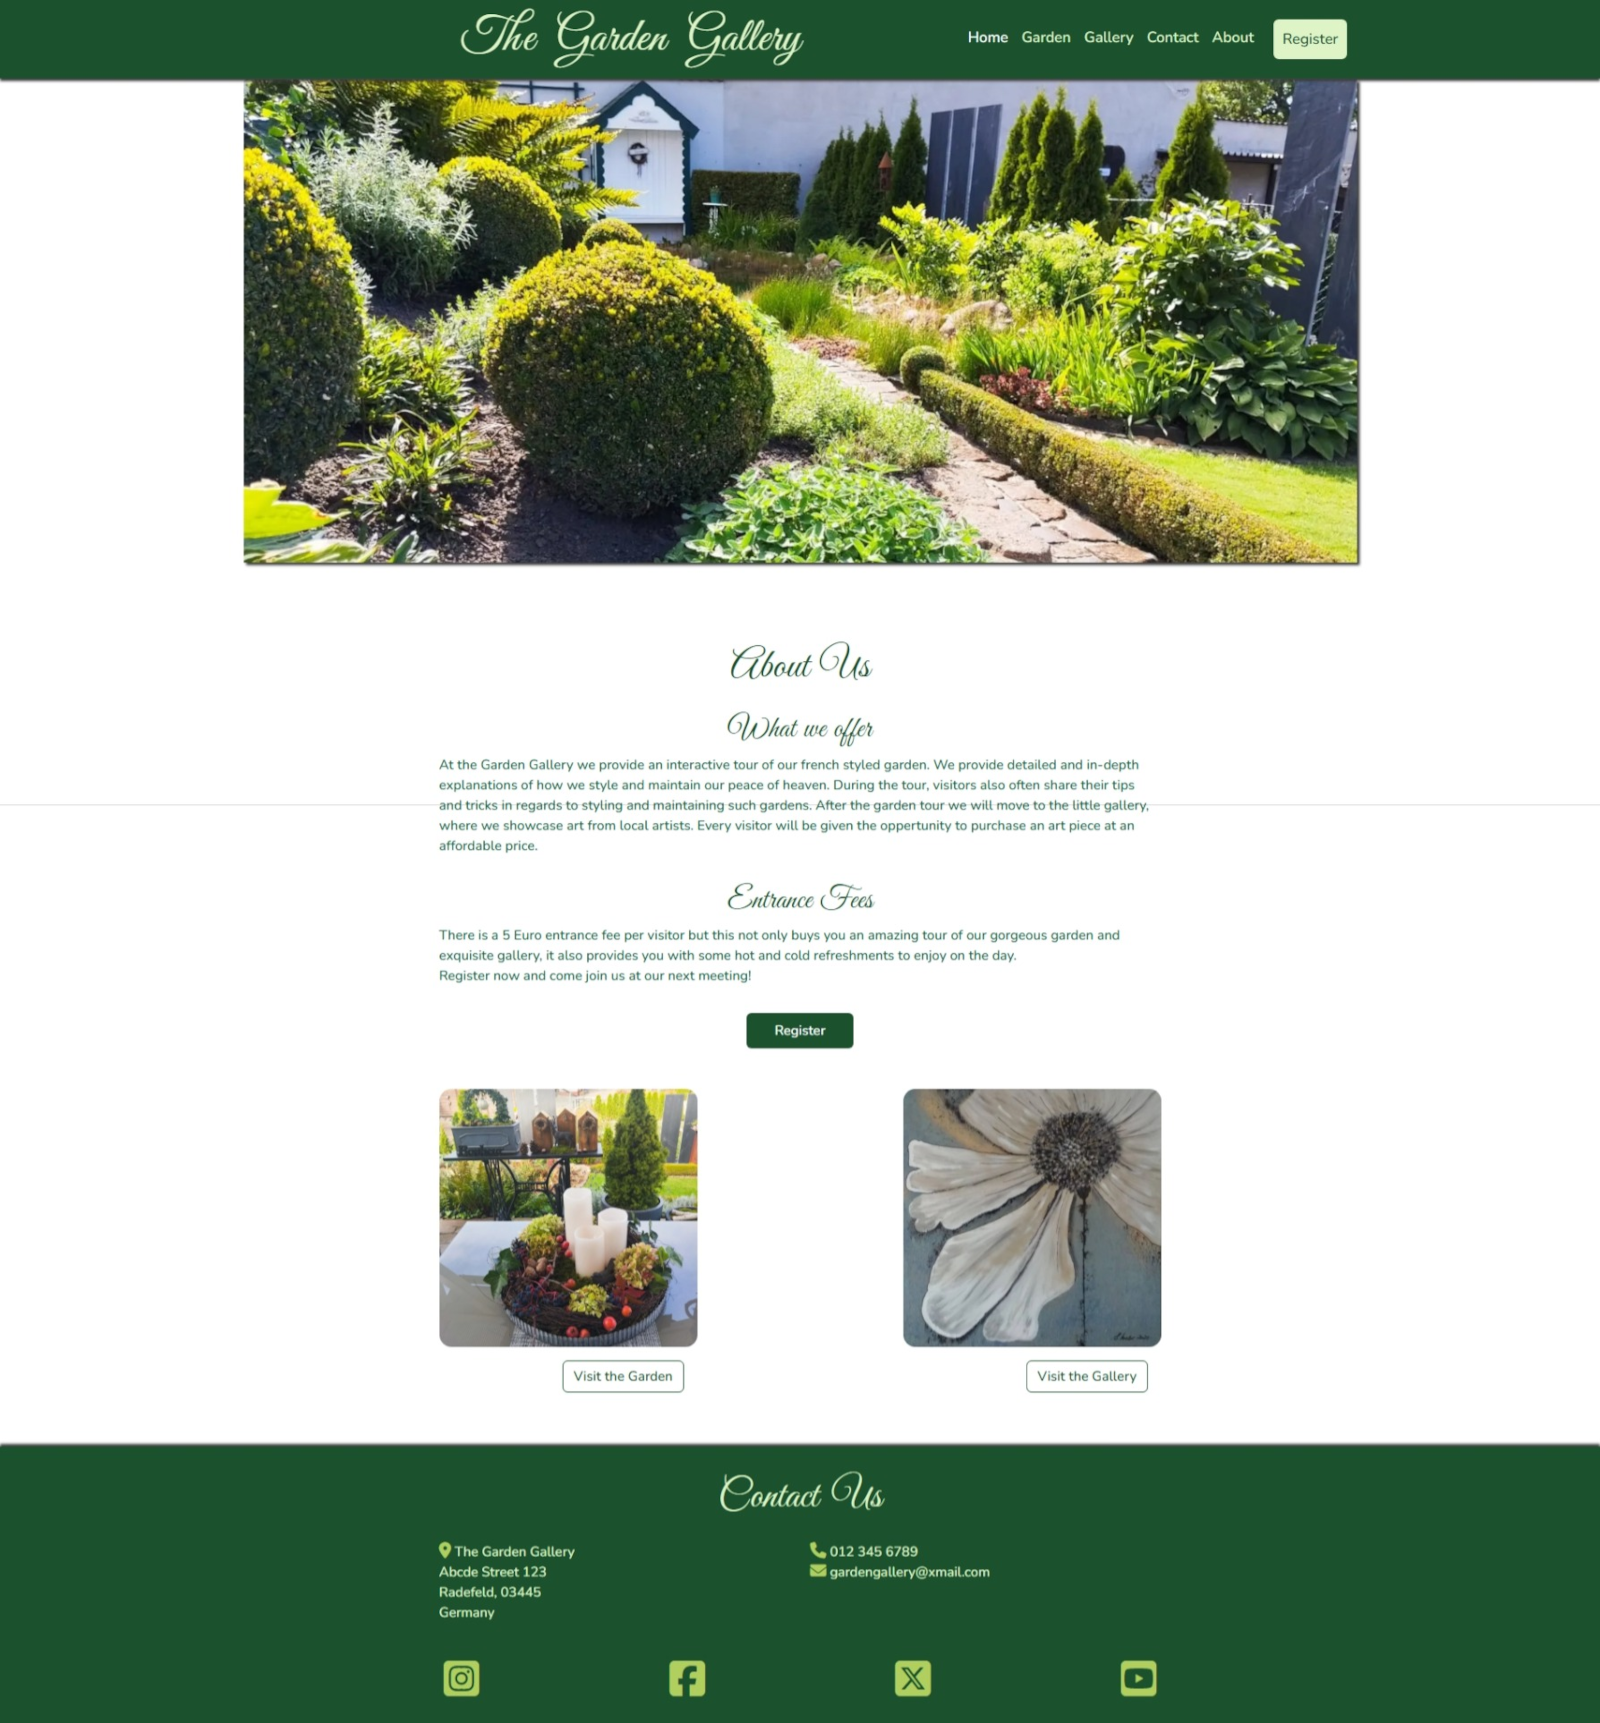 The Garden Gallery
Home Garden Gallery Contact About Register
About Us
What we offer
At the Garden Gallery we provide an interactive tour of our french styled garden. We provide detailed and in-depth
explanations of how we style and maintain our peace of heaven. During the tour, visitors also often share their tips
and tricks in regards to styling and maintaining such gardens. After the garden tour we will move to the little gallery,
where we showcase art from local artists. Every visitor will be given the oppertunity to purchase an art piece at an
affordable price.
Entrance Fees
There is a 5 Euro entrance fee per visitor but this not only buys you an amazing tour of our gorgeous garden and
exquisite gallery, it also provides you with some hot and cold refreshments to enjoy on the day.
Register now and come join us at our next meeting!
Register
Bonheur
Visit the Garden
Visit the Gallery
Contact Us
The Garden Gallery
Abcde Street 123
Radefeld, 03445
Germany
012 345 6789
gardengallery@xmail.com